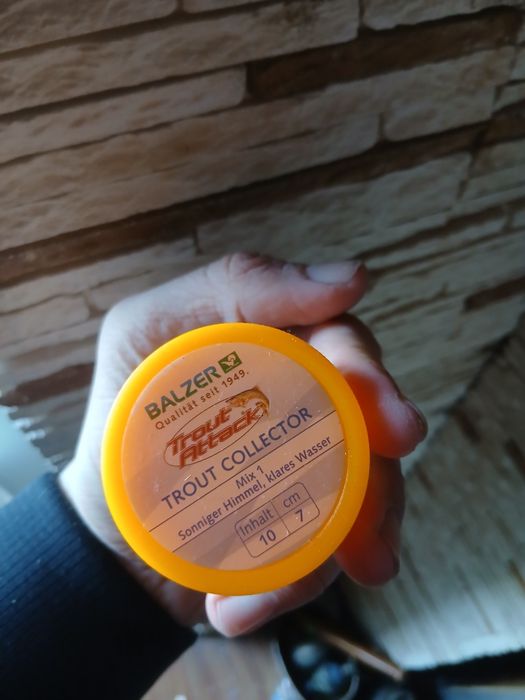 BALZER
Qualität seit 1949.
Trout
Attack
TROUT COLLECTOR
Mix 1
Sonniger Himmel, klares Wasser
Inhalt cm
10 7